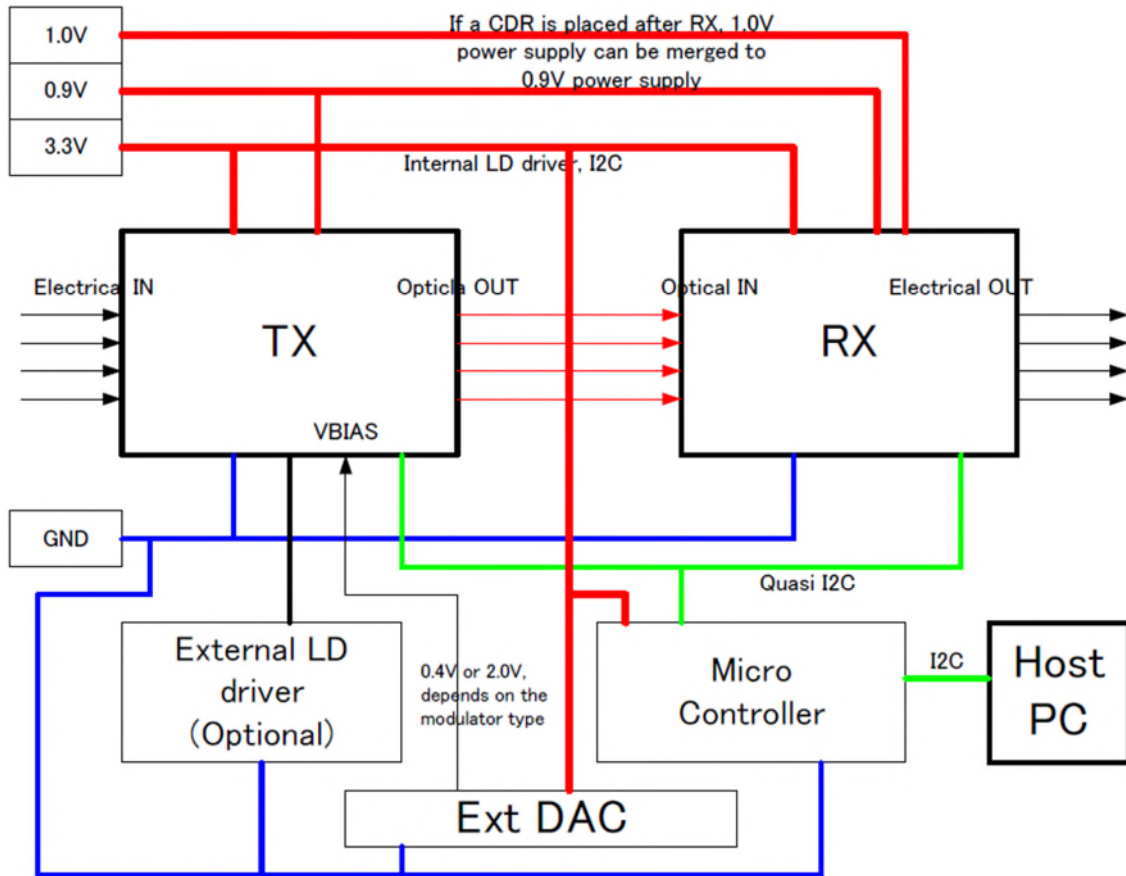 1.0V
If a CDR is placed after RX, 1.0V
power supply can be merged to
0.9V power supply
0.9V
3.3V
Internal LD driver, I2C
Electrical IN
Opticla OUT
Optical IN
Electrical OUT
TX
RX
VBIAS
GND
Quasi I2C
External LD
driver
(Optional)
0.4V or 2.0V,
depends on the
modulator type
Micro
Controller
I2C
Host
PC
Ext DAC